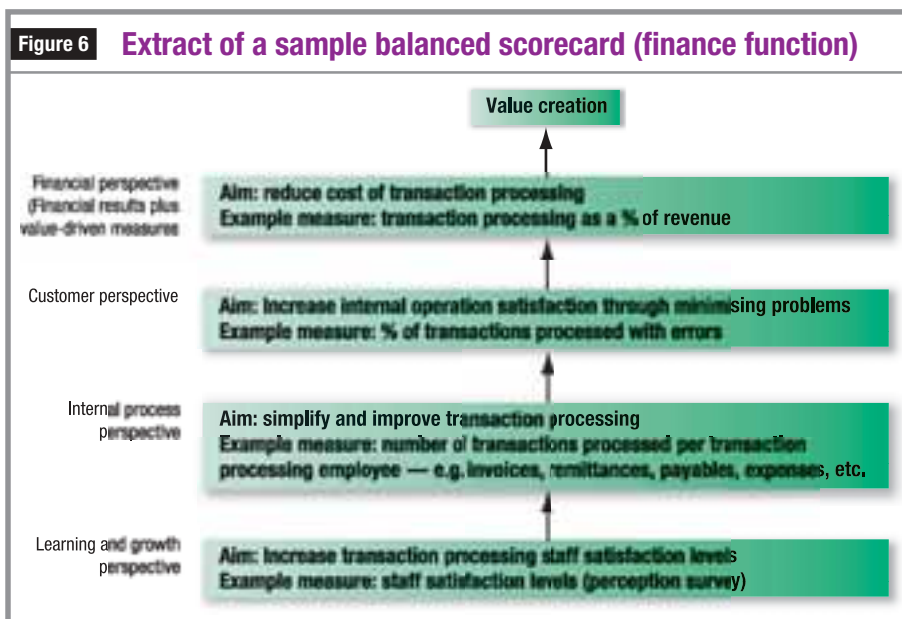 Figure 6 Extract of a sample balanced scorecard (finance function)
Value creation
Financial perspective
(Financial results plus
value-driven measures
Aim: reduce cost of transaction processing
Example measure: transaction processing as a % of revenue
Customer perspective
Aim: Increase internal operation satisfaction through minimising problems
Example measure: % of transactions processed with errors
Internal process
perspective
Aim: simplify and improve transaction processing
Example measure: number of transactions processed per transaction
processing employee — e.g. invoices, remittances, payables, expenses, etc.
Learning and growth
perspective
Aim: Increase transaction processing staff satisfaction levels
Example measure: staff satisfaction levels (perception survey)